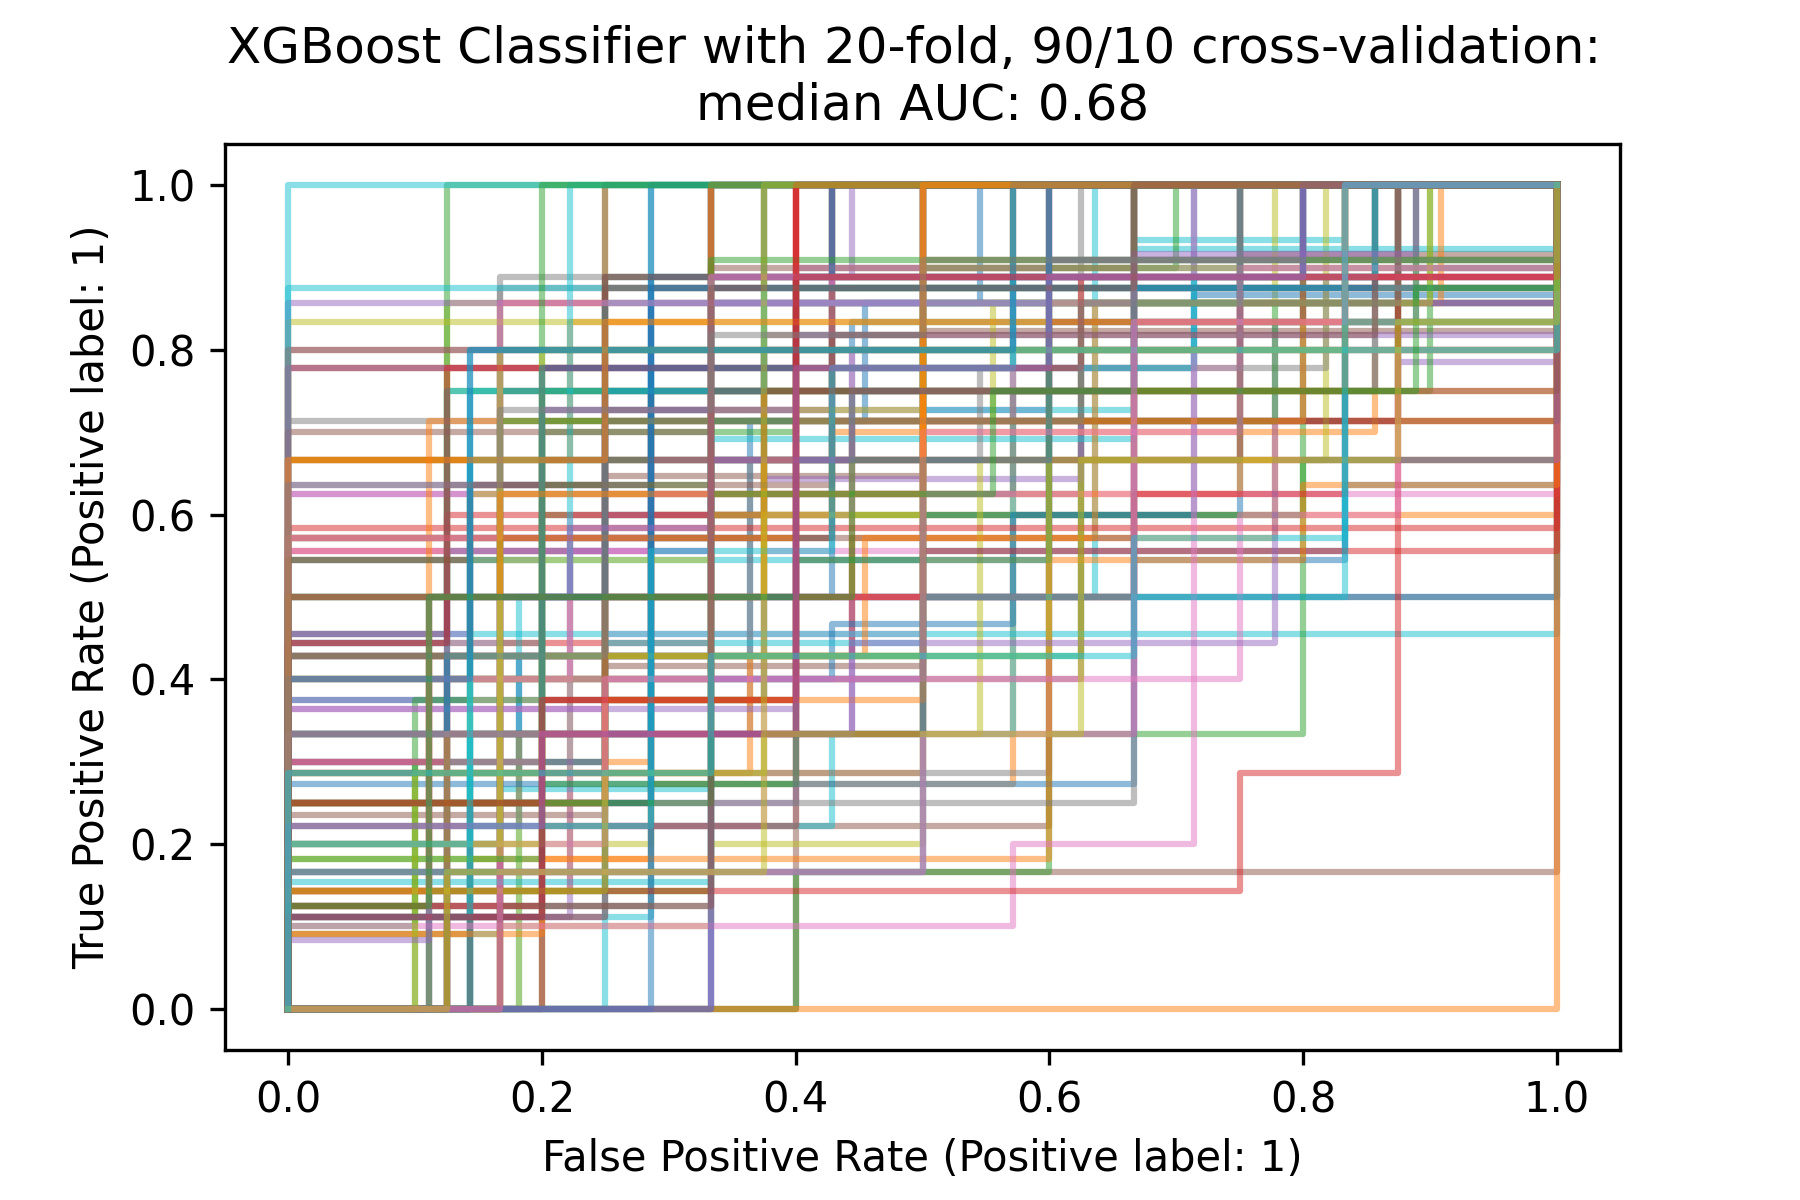 XGBoost Classifier with 20-fold, 90/10 cross-validation:
median AUC: 0.68
True Positive Rate (Positive label: 1)
1.0
0.8
0.6
0.4
0.2
0.0
0.0 0.2 0.4 0.6 0.8 1.0
False Positive Rate (Positive label: 1)